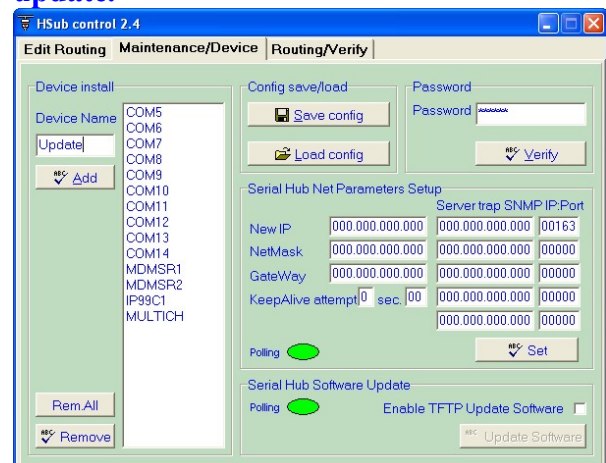 update.
HSub control 2.4
Edit Routing Maintenance/Device Routing/Verify
Device install
Device Name
Update
Add
COM5
COM6
COM7
COM8
COM9
COM10
COM11
COM12
COM13
COM14
MDMSR1
MDMSR2
IP99C1
MULTICH
Rem.All
Remove
Config save/load
Save config
Load config
Password
Password ******
Verify
Serial Hub Net Parameters Setup
Server trap SNMP IP:Port
New IP 000.000.000.000 000.000.000.000 00163
NetMask 000.000.000.000 000.000.000.000 00000
GateWay 000.000.000.000 000.000.000.000 00000
KeepAlive attempt 0 sec. 00 000.000.000.000 00000
000.000.000.000 00000
Polling
Set
Serial Hub Software Update
Polling Enable TFTP Update Software
Update Software